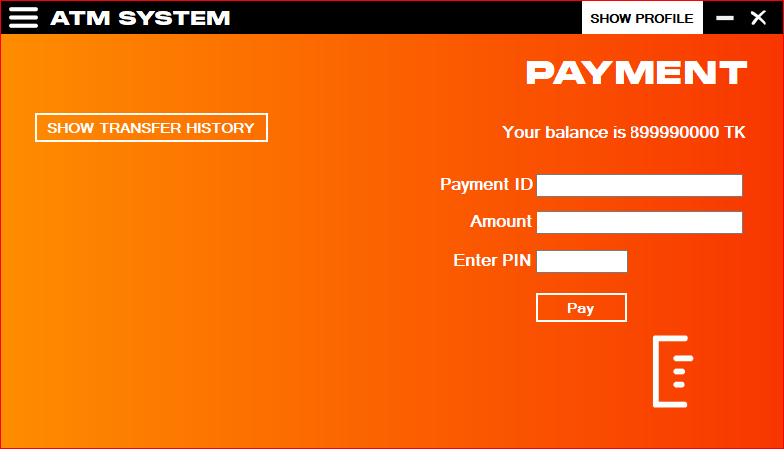 ATM SYSTEM
SHOW PROFILE
PAYMENT
SHOW TRANSFER HISTORY
Your balance is 899990000 TK
Payment ID
Amount
Enter PIN
Pay